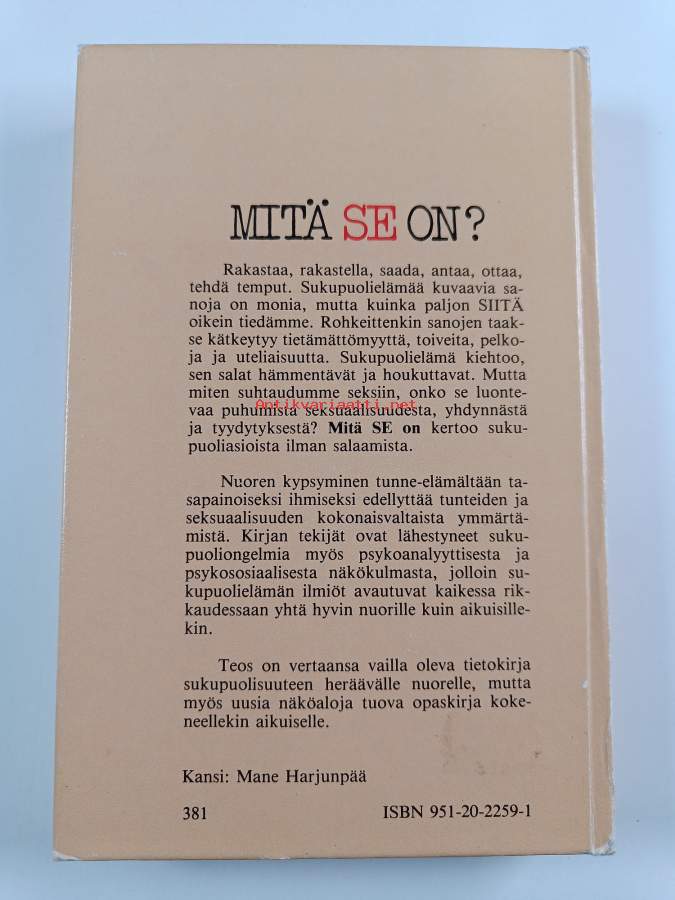 MITÄ SE ON?
Rakastaa, rakastella, saada, antaa, ottaa,
tehdä temput. Sukupuolielämää kuvaavia sa-
noja on monia, mutta kuinka paljon SIITÄ
oikein tiedämme. Rohkeittenkin sanojen taak-
se kätkeytyy tietämättömyyttä, toiveita, pelko-
ja ja uteliaisuutta. Sukupuolielämä kiehtoo,
sen salat hämmentävät ja houkuttavat. Mutta
miten suhtaudumme seksiin, onko se luonte-
vaa puhumista seksuaalisuudesta, yhdynnästä
Antikvariaatti.net
ja tyydytyksestä? Mitä SE on kertoo suku-
puoliasioista ilman salaamista.
Nuoren kypsyminen tunne-elämältään ta-
sapainoiseksi ihmiseksi edellyttää tunteiden ja
seksuaalisuuden kokonaisvaltaista ymmärtä-
mistä. Kirjan tekijät ovat lähestyneet suku-
puoliongelmia myös psykoanalyyttisesta ja
psykososiaalisesta näkökulmasta, jolloin su-
kupuolielämän ilmiöt avautuvat kaikessa rik-
kaudessaan yhtä hyvin nuorille kuin aikuisille-
kin.
Teos on vertaansa vailla oleva tietokirja
sukupuolisuuteen heräävälle nuorelle, mutta
myös uusia näköaloja tuova opaskirja koke-
neellekin aikuiselle.
Kansi: Mane Harjunpää
381 ISBN 951-20-2259-1